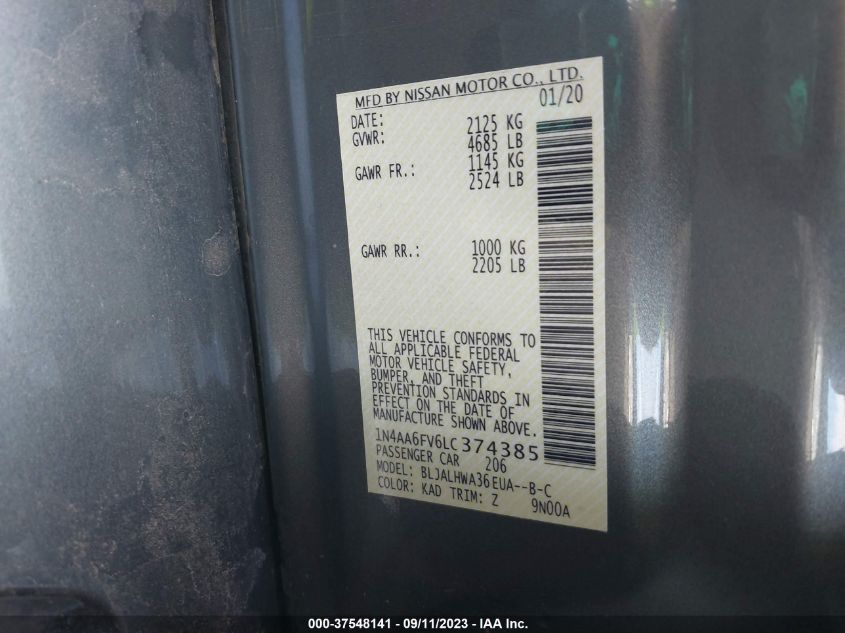 MFD BY NISSAN MOTOR CO., LTD.
DATE: 01/20
GVWR: 2125 KG
4685 LB
GAWR FR.: 1145 KG
2524 LB
GAWR RR.: 1000 KG
2205 LB
THIS VEHICLE CONFORMS TO
ALL APPLICABLE FEDERAL
MOTOR VEHICLE SAFETY,
BUMPER, AND THEFT
PREVENTION STANDARDS IN
EFFECT ON THE DATE OF
MANUFACTURE SHOWN ABOVE.
1N4AA6FV6LC374385
PASSENGER CAR 206
MODEL: BLJALHWA36EUA--B-C
COLOR: KAD TRIM: Z 9N00A
000-37548141 - 09/11/2023 - IAA Inc.